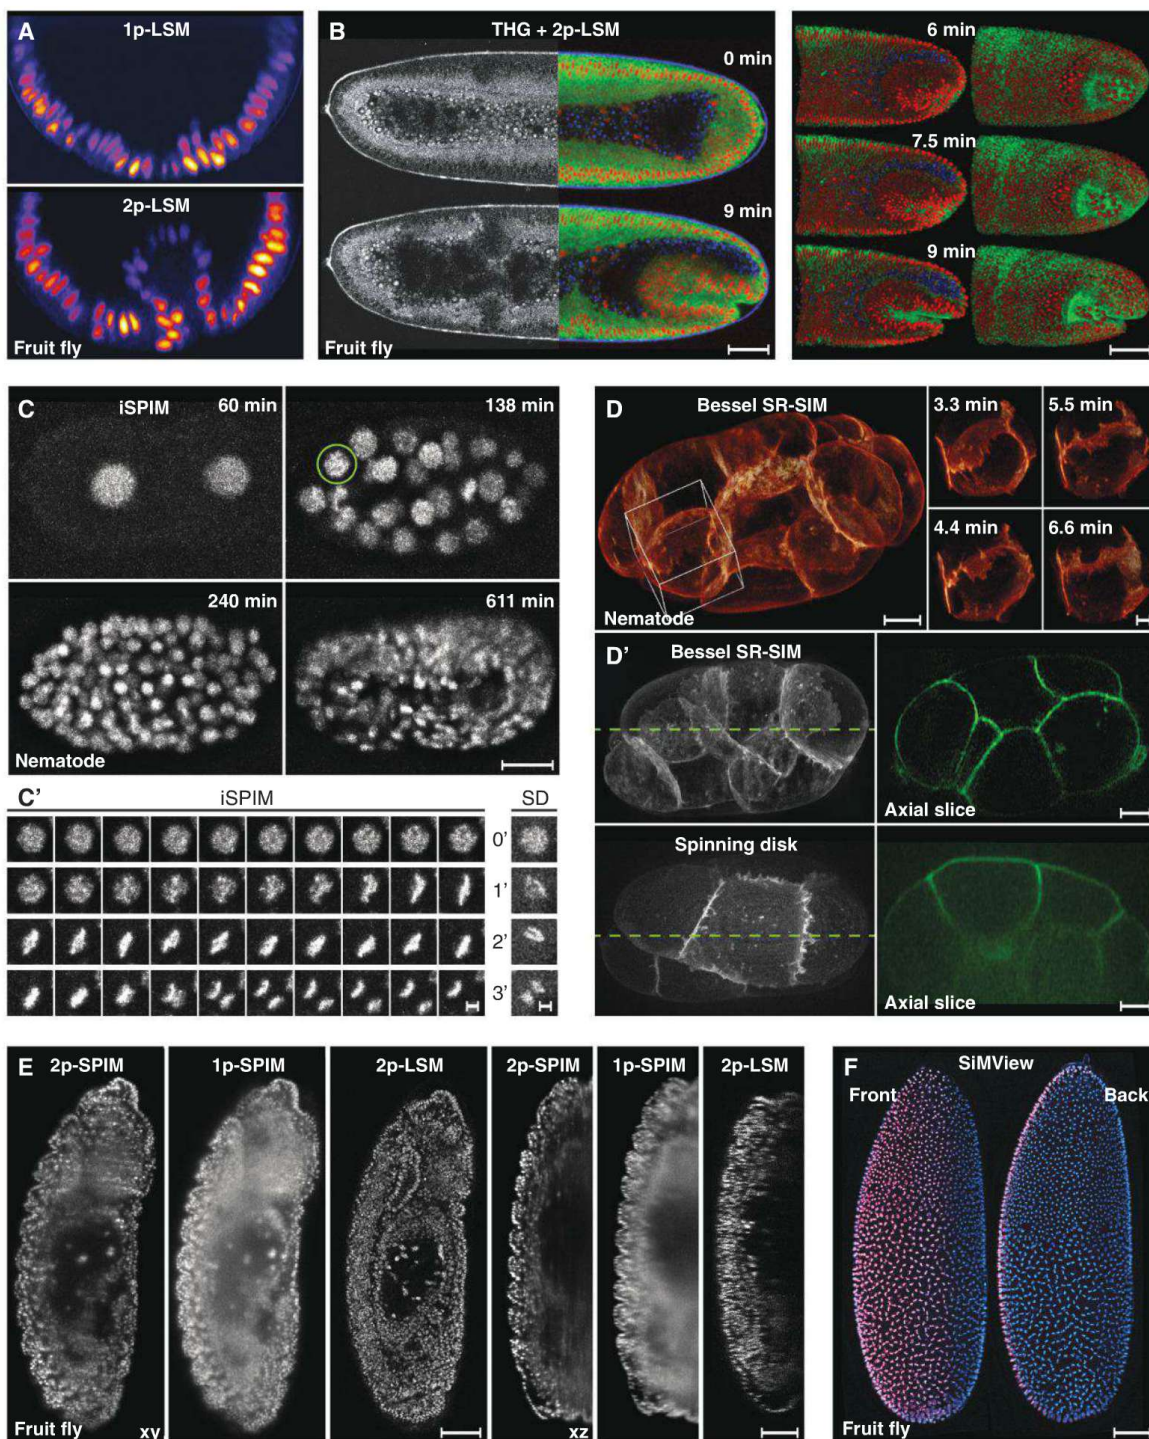 A
1p-LSM
2p-LSM
Fruit fly
B
THG + 2p-LSM
0 min
9 min
Fruit fly
6 min
7.5 min
9 min
C
iSPIM
60 min
138 min
240 min
611 min
Nematode
C'
iSPIM
SD
0'
1'
2'
3'
D
Bessel SR-SIM
Nematode
3.3 min
5.5 min
4.4 min
6.6 min
D'
Bessel SR-SIM
Axial slice
Spinning disk
Axial slice
E
2p-SPIM
1p-SPIM
2p-LSM
2p-SPIM
1p-SPIM
2p-LSM
Fruit fly
xy
xz
F
SiMView
Front
Back
Fruit fly